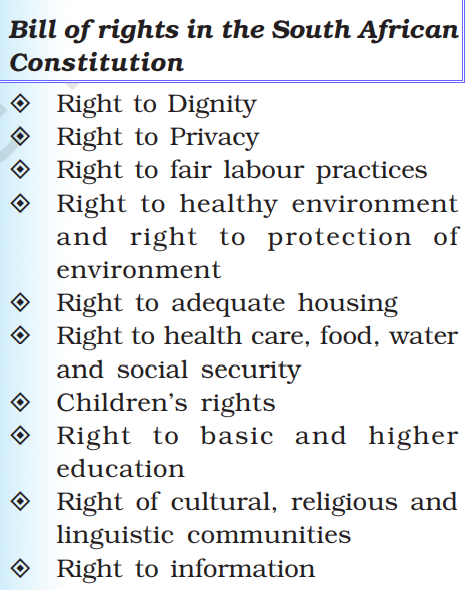 Bill of rights in the South African
Constitution
Right to Dignity
Right to Privacy
Right to fair labour practices
Right to healthy environment
and right to protection of
environment
Right to adequate housing
Right to health care, food, water
and social security
Children’s rights
Right to basic and higher
education
Right of cultural, religious and
linguistic communities
Right to information